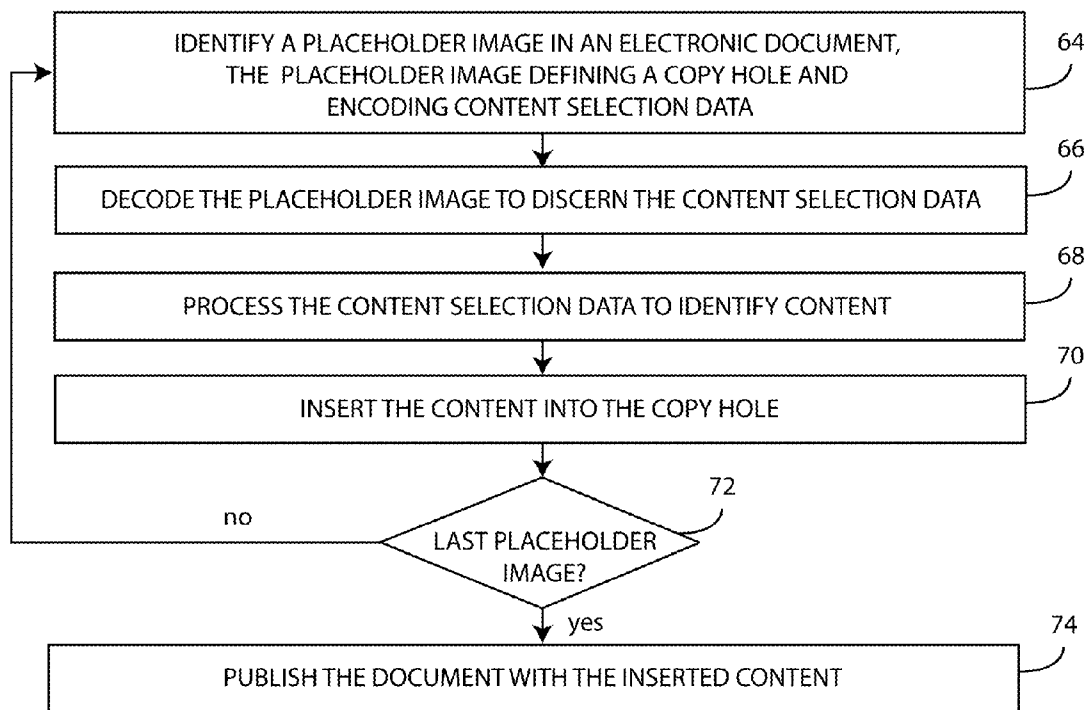 IDENTIFY A PLACEHOLDER IMAGE IN AN ELECTRONIC DOCUMENT,
THE PLACEHOLDER IMAGE DEFINING A COPY HOLE AND
ENCODING CONTENT SELECTION DATA
64
DECODE THE PLACEHOLDER IMAGE TO DISCERN THE CONTENT SELECTION DATA
66
PROCESS THE CONTENT SELECTION DATA TO IDENTIFY CONTENT
68
INSERT THE CONTENT INTO THE COPY HOLE
70
no
72
LAST PLACEHOLDER
IMAGE?
yes
74
PUBLISH THE DOCUMENT WITH THE INSERTED CONTENT